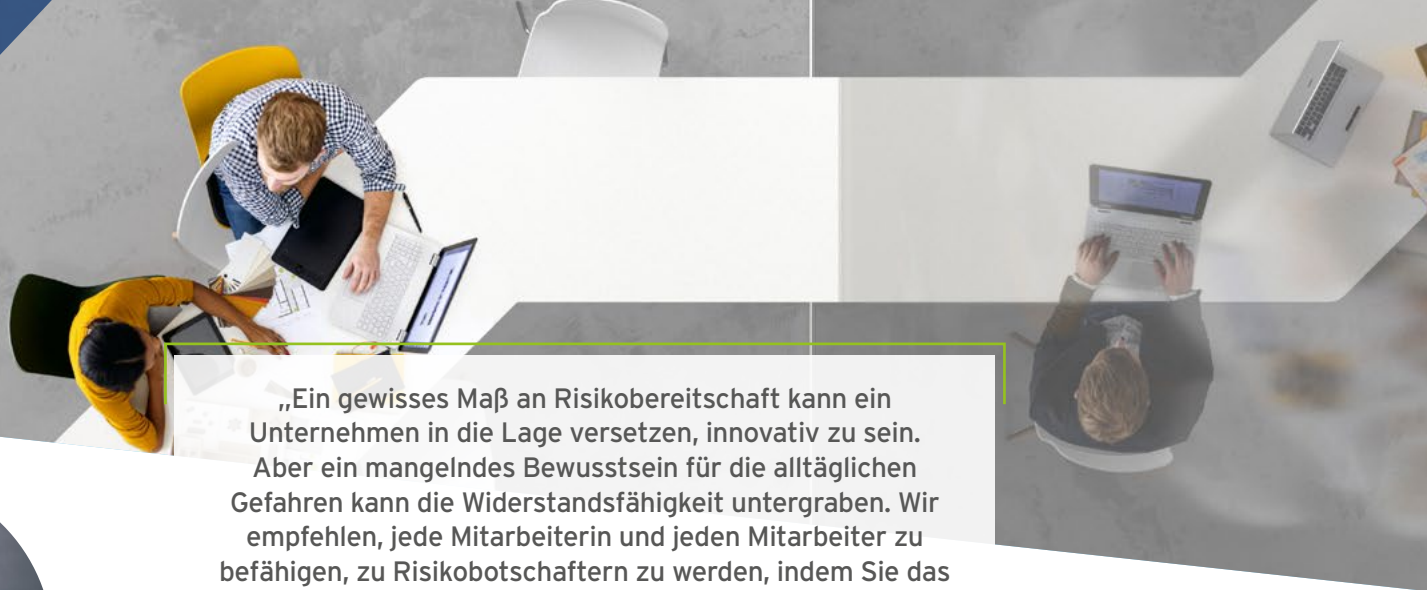 „Ein gewisses Maß an Risikobereitschaft kann ein
Unternehmen in die Lage versetzen, innovativ zu sein.
Aber ein mangelndes Bewusstsein für die alltäglichen
Gefahren kann die Widerstandsfähigkeit untergraben. Wir
empfehlen, jede Mitarbeiterin und jeden Mitarbeiter zu
befähigen, zu Risikobotschaftern zu werden, indem Sie das